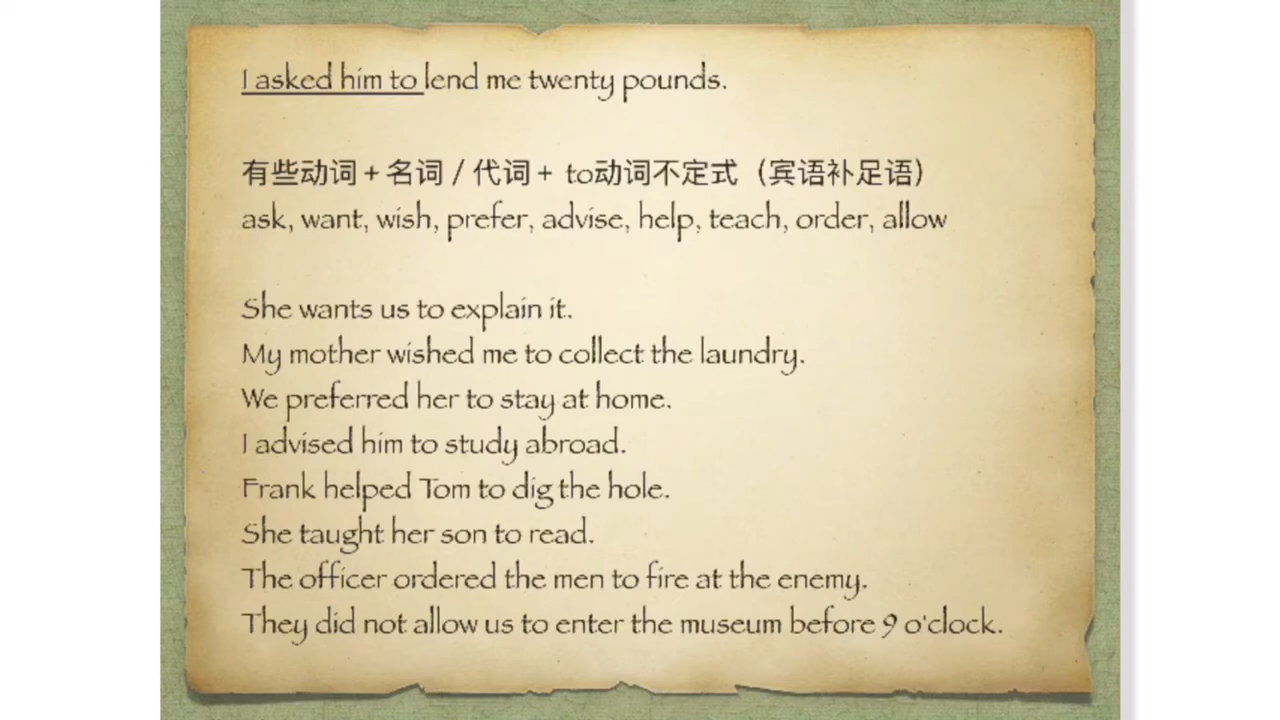 I asked him to lend me twenty pounds.
有些动词 + 名词 / 代词 + to动词不定式（宾语补足语）
ask, want, wish, prefer, advise, help, teach, order, allow
She wants us to explain it.
My mother wished me to collect the laundry.
We preferred her to stay at home.
I advised him to study abroad.
Frank helped Tom to dig the hole.
She taught her son to read.
The officer ordered the men to fire at the enemy.
They did not allow us to enter the museum before 9 o'clock.